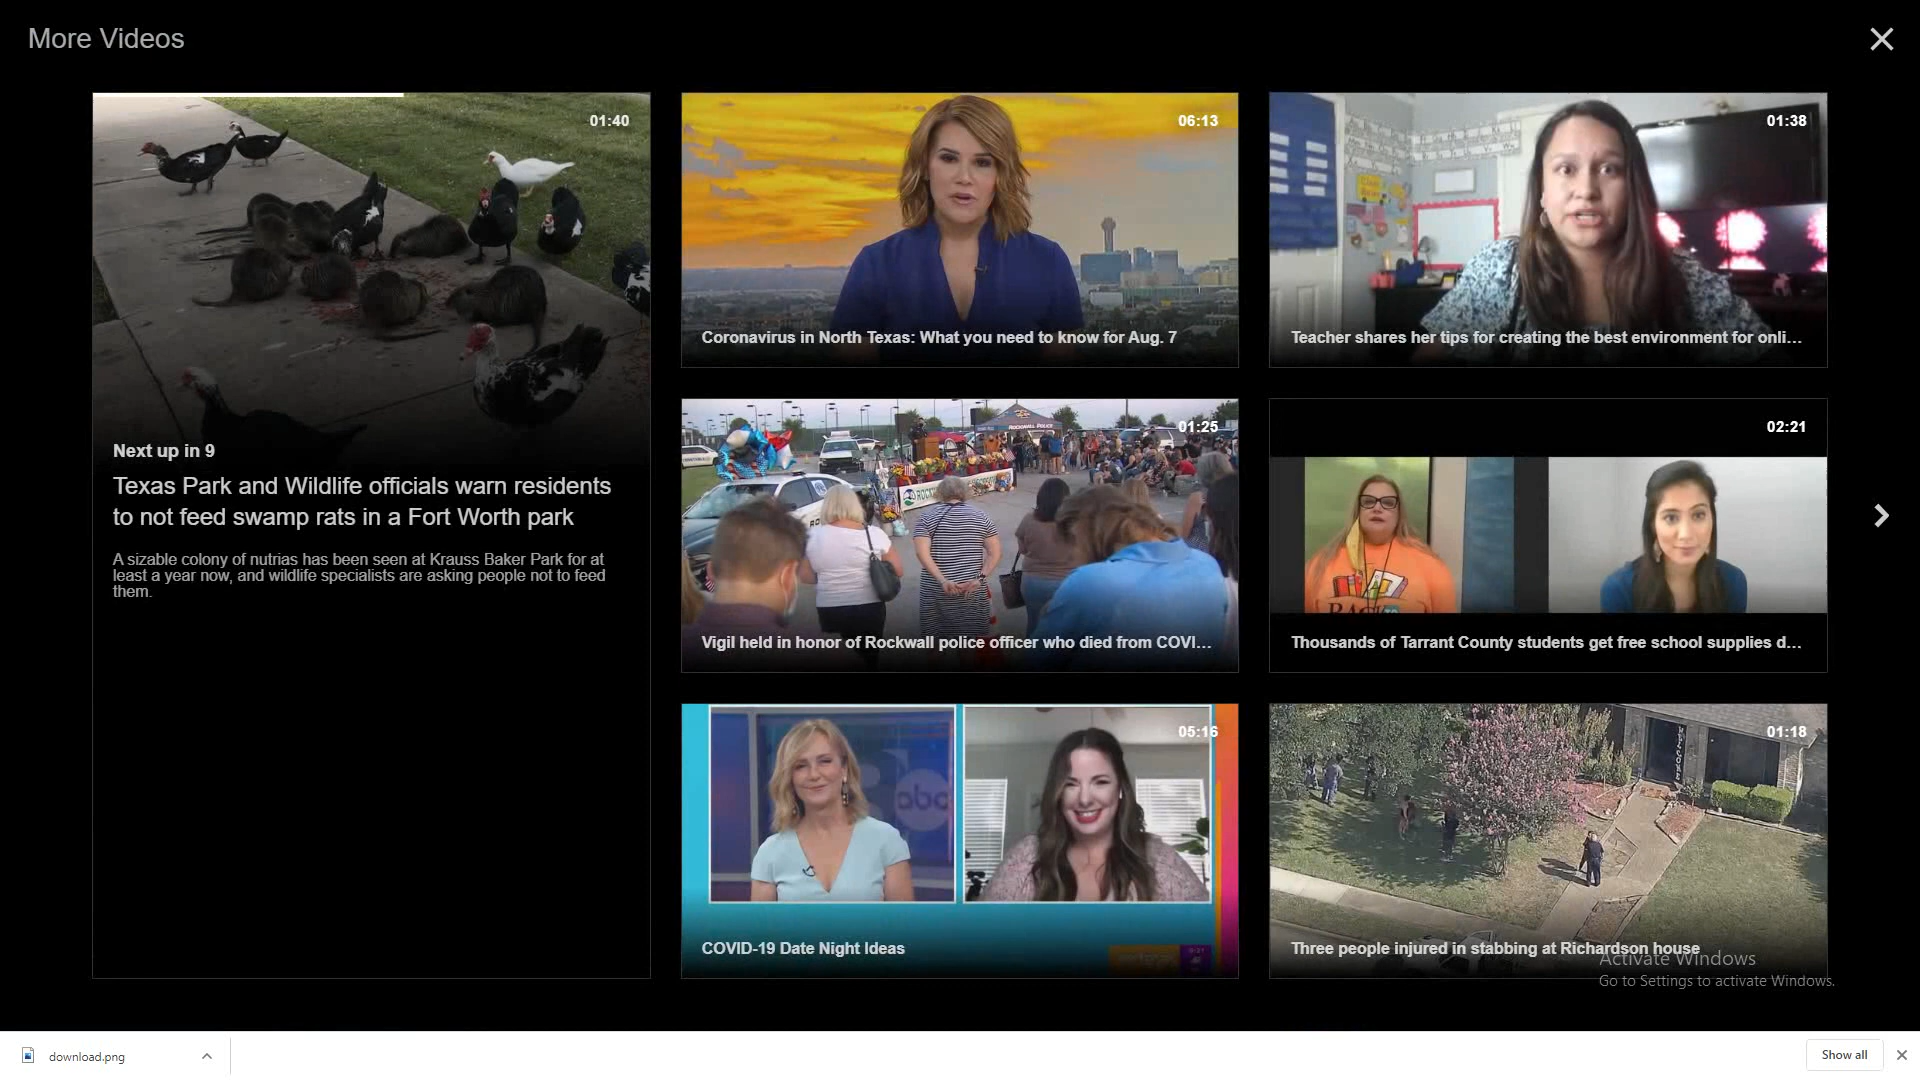 More Videos
01:40
Next up in 9
Texas Park and Wildlife officials warn residents
to not feed swamp rats in a Fort Worth park
A sizable colony of nutrias has been seen at Krauss Baker Park for at
least a year now, and wildlife specialists are asking people not to feed
them.
06:13
Coronavirus in North Texas: What you need to know for Aug. 7
01:38
Teacher shares her tips for creating the best environment for onli...
01:25
ROCKWALL POLICE
Vigil held in honor of Rockwall police officer who died from COVI...
02:21
BACK TO
Thousands of Tarrant County students get free school supplies d...
05:16
abc
COVID-19 Date Night Ideas
01:18
WELCOME
Three people injured in stabbing at Richardson house
Activate Windows
Go to Settings to activate Windows.
download.png
Show all